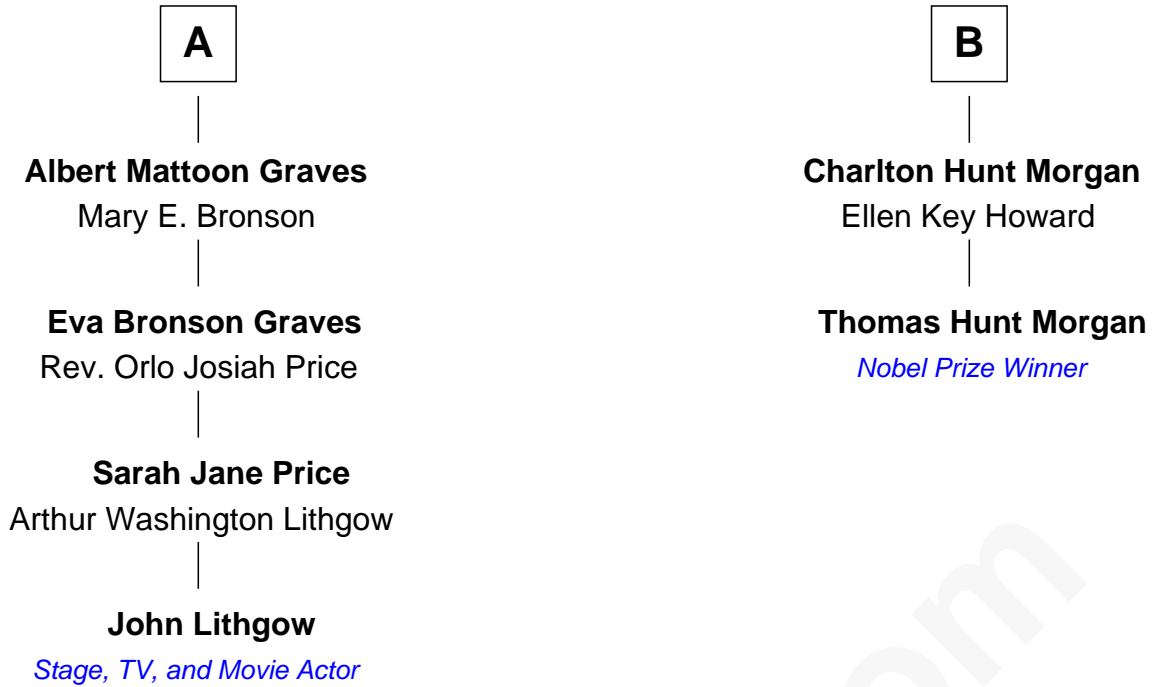 A
Albert Mattoon Graves
Mary E. Bronson
Eva Bronson Graves
Rev. Orlo Josiah Price
Sarah Jane Price
Arthur Washington Lithgow
John Lithgow
Stage, TV, and Movie Actor
B
Charlton Hunt Morgan
Ellen Key Howard
Thomas Hunt Morgan
Nobel Prize Winner
om